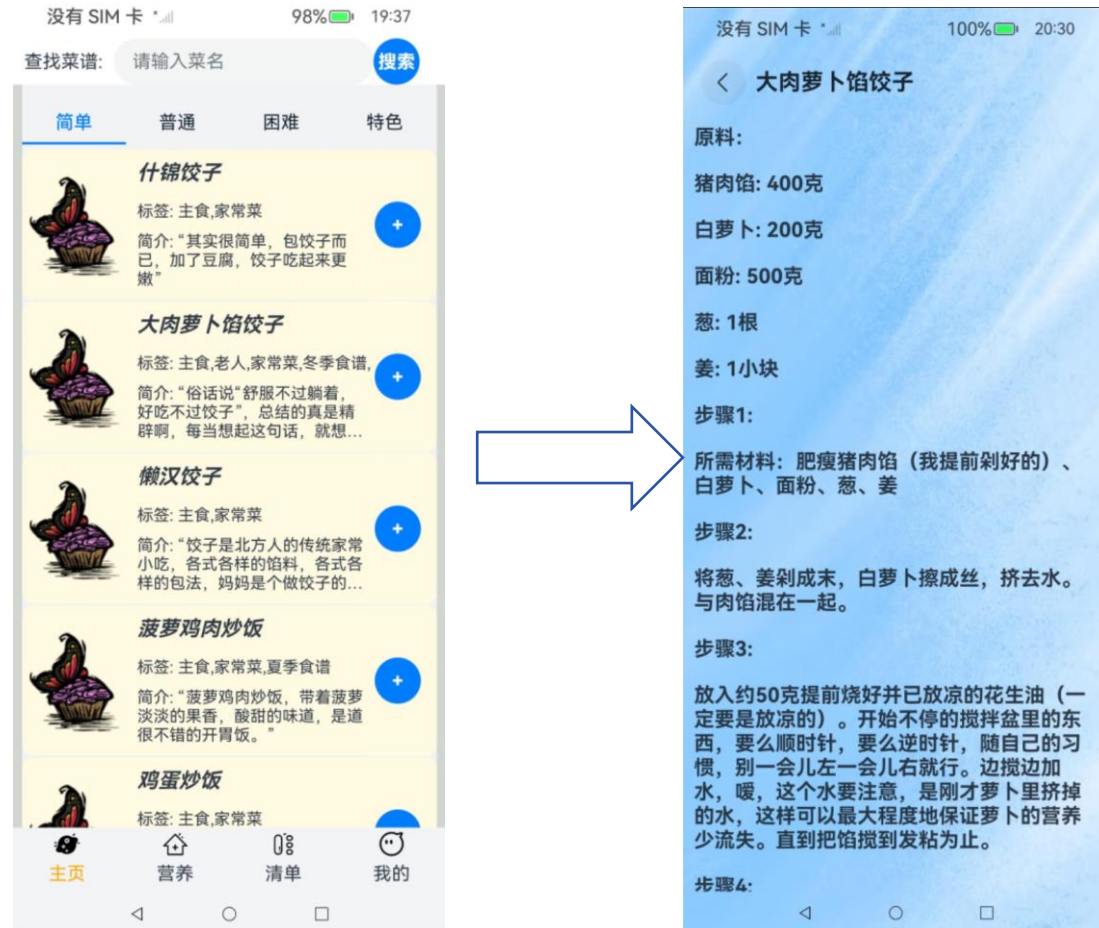 没有 SIM 卡 98% 19:37
查找菜谱: 请输入菜名 搜索
简单 普通 困难 特色
什锦饺子
标签: 主食,家常菜
+
简介: “其实很简单，包饺子而
已，加了豆腐，饺子吃起来更
嫩”
大肉萝卜馅饺子
标签: 主食,老人,家常菜,冬季食谱,
+
简介: “俗话说“舒服不过躺着，
好吃不过饺子”，总结的真是精
辟啊，每当想起这句话，就想…
懒汉饺子
标签: 主食,家常菜
+
简介: “饺子是北方人的传统家常
小吃，各式各样的馅料，各式各
样的包法，妈妈是个做饺子的…
菠萝鸡肉炒饭
标签: 主食,家常菜,夏季食谱
+
简介: “菠萝鸡肉炒饭，带着菠萝
淡淡的果香，酸甜的味道，是道
很不错的开胃饭。”
鸡蛋炒饭
标签: 主食,家常菜
主页 营养 清单 我的
没有 SIM 卡 100% 20:30
大肉萝卜馅饺子
原料:
猪肉馅: 400克
白萝卜: 200克
面粉: 500克
葱: 1根
姜: 1小块
步骤1:
所需材料：肥瘦猪肉馅（我提前剁好的）、
白萝卜、面粉、葱、姜
步骤2:
将葱、姜剁成末，白萝卜擦成丝，挤去水。
与肉馅混在一起。
步骤3:
放入约50克提前烧好并已放凉的花生油（一
定要是放凉的）。开始不停的搅拌盆里的东
西，要么顺时针，要么逆时针，随自己的习
惯，别一会儿左一会儿右就行。边搅边加
水，嗳，这个水要注意，是刚才萝卜里挤掉
的水，这样可以最大程度地保证萝卜的营养
少流失。直到把馅搅到发粘为止。
步骤4: